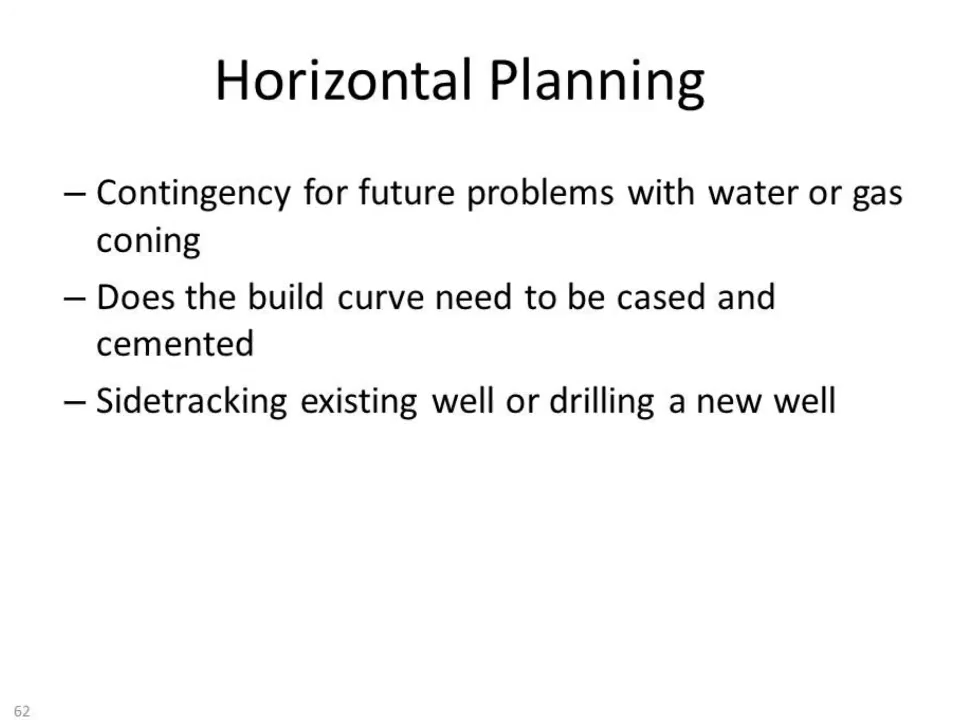 Horizontal Planning
– Contingency for future problems with water or gas
coning
– Does the build curve need to be cased and
cemented
– Sidetracking existing well or drilling a new well
62